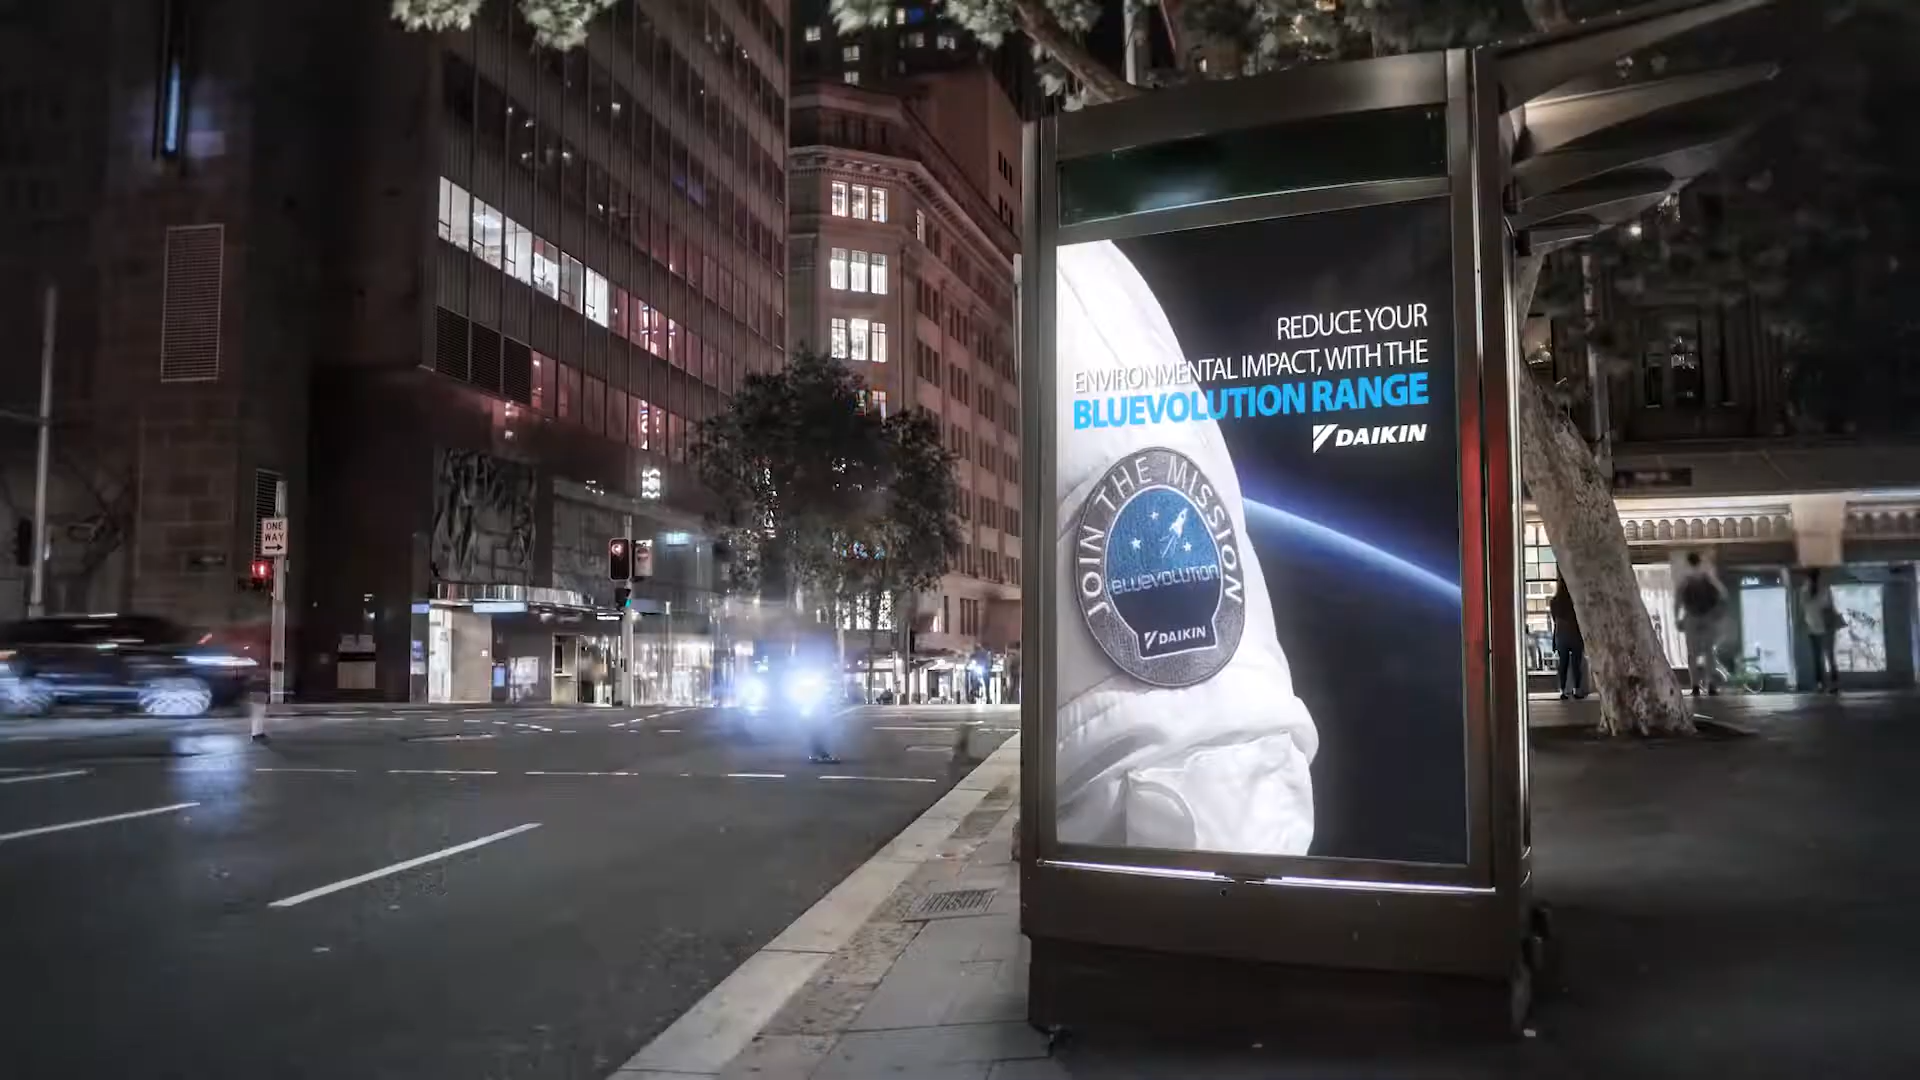 ONE
WAY
REDUCE YOUR
ENVIRONMENTAL IMPACT, WITH THE
BLUEVOLUTION RANGE
DAIKIN
JOIN THE MISSION
BLUEVOLUTION
DAIKIN